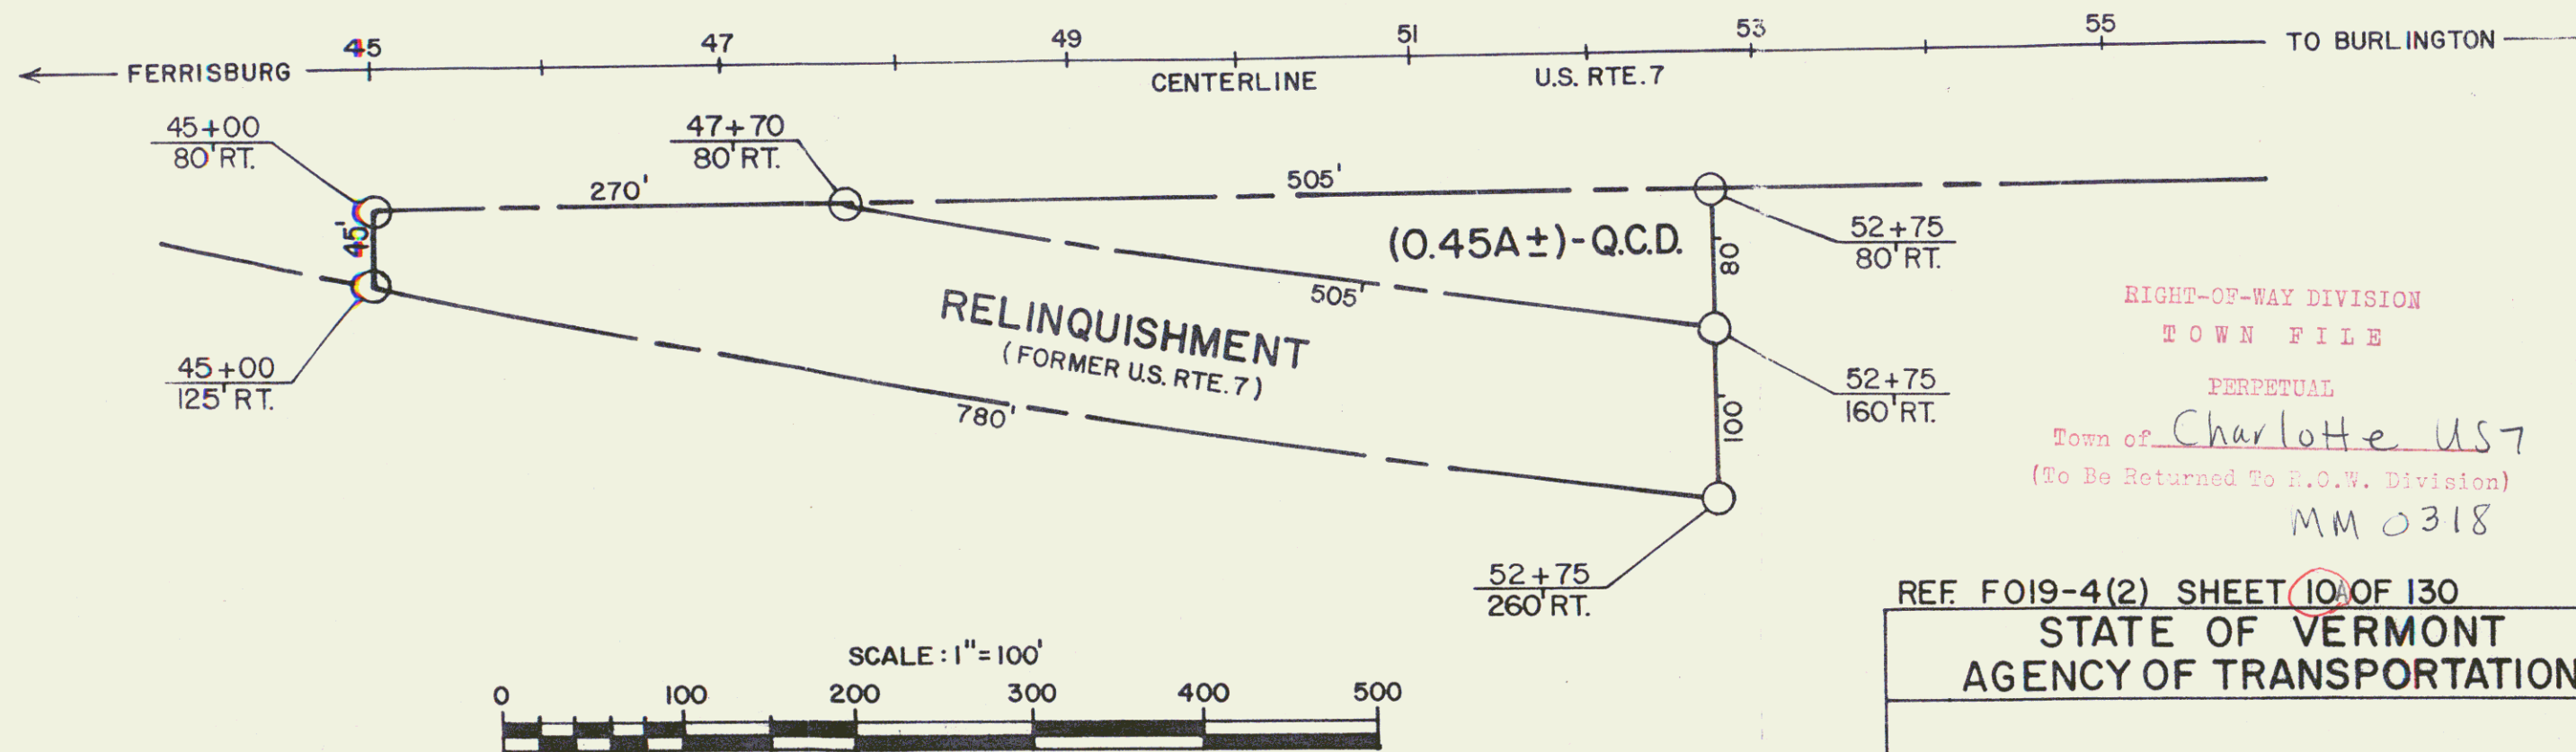 45 47 49 51 53 55
FERRISBURG
TO BURLINGTON
CENTERLINE U.S. RTE. 7
45+00
80' RT.
47+70
80' RT.
270'
505'
45'
(0.45A ±) - Q.C.D.
80'
52+75
80' RT.
505'
RELINQUISHMENT
(FORMER U.S. RTE. 7)
45+00
125' RT.
780'
100'
52+75
160' RT.
52+75
260' RT.
RIGHT-OF-WAY DIVISION
TOWN FILE
PERPETUAL
Town of Charlotte US7
(To Be Returned To R.O.W. Division)
MM 0318
REF. F019-4(2) SHEET 10A OF 130
STATE OF VERMONT
AGENCY OF TRANSPORTATION
SCALE: 1"=100'
0 100 200 300 400 500